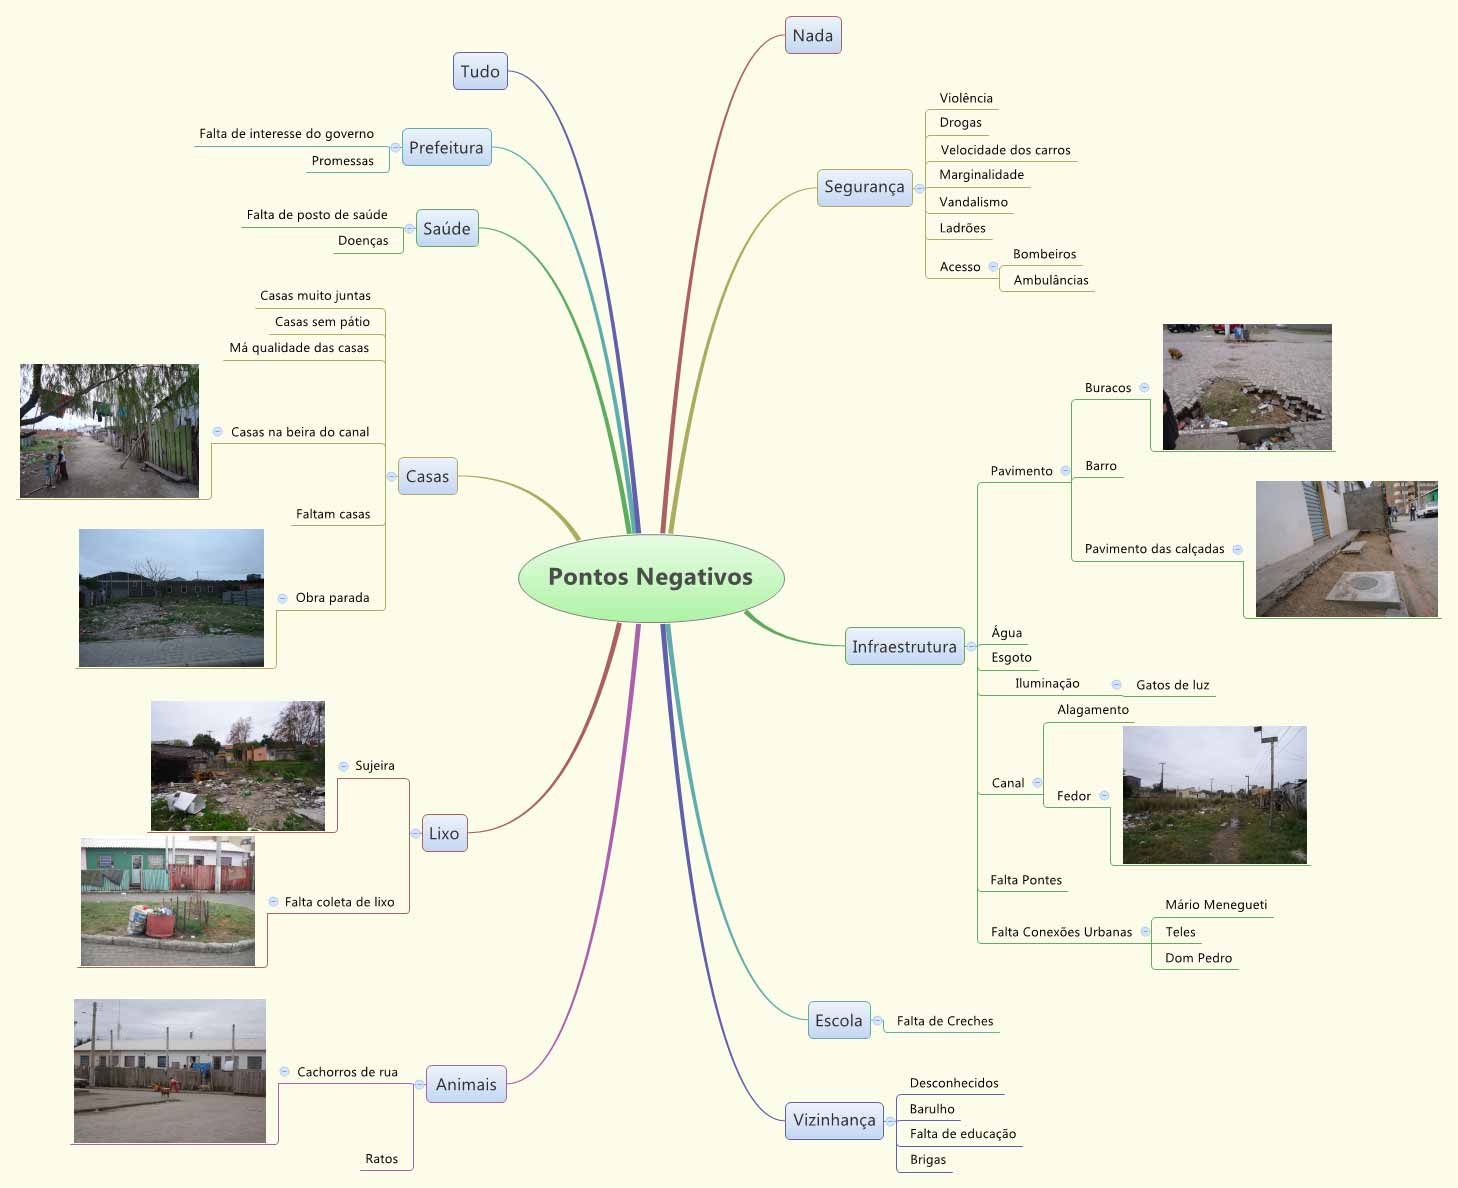 Pontos Negativos
Nada
Segurança
Violência
Drogas
Velocidade dos carros
Marginalidade
Vandalismo
Ladrões
Acesso
Bombeiros
Ambulâncias
Infraestrutura
Pavimento
Buracos
Barro
Pavimento das calçadas
Água
Esgoto
Iluminação
Gatos de luz
Canal
Alagamento
Fedor
Falta Pontes
Falta Conexões Urbanas
Mário Menegueti
Teles
Dom Pedro
Escola
Falta de Creches
Vizinhança
Desconhecidos
Barulho
Falta de educação
Brigas
Tudo
Prefeitura
Falta de interesse do governo
Promessas
Saúde
Falta de posto de saúde
Doenças
Casas
Casas muito juntas
Casas sem pátio
Má qualidade das casas
Casas na beira do canal
Faltam casas
Obra parada
Lixo
Sujeira
Falta coleta de lixo
Animais
Cachorros de rua
Ratos